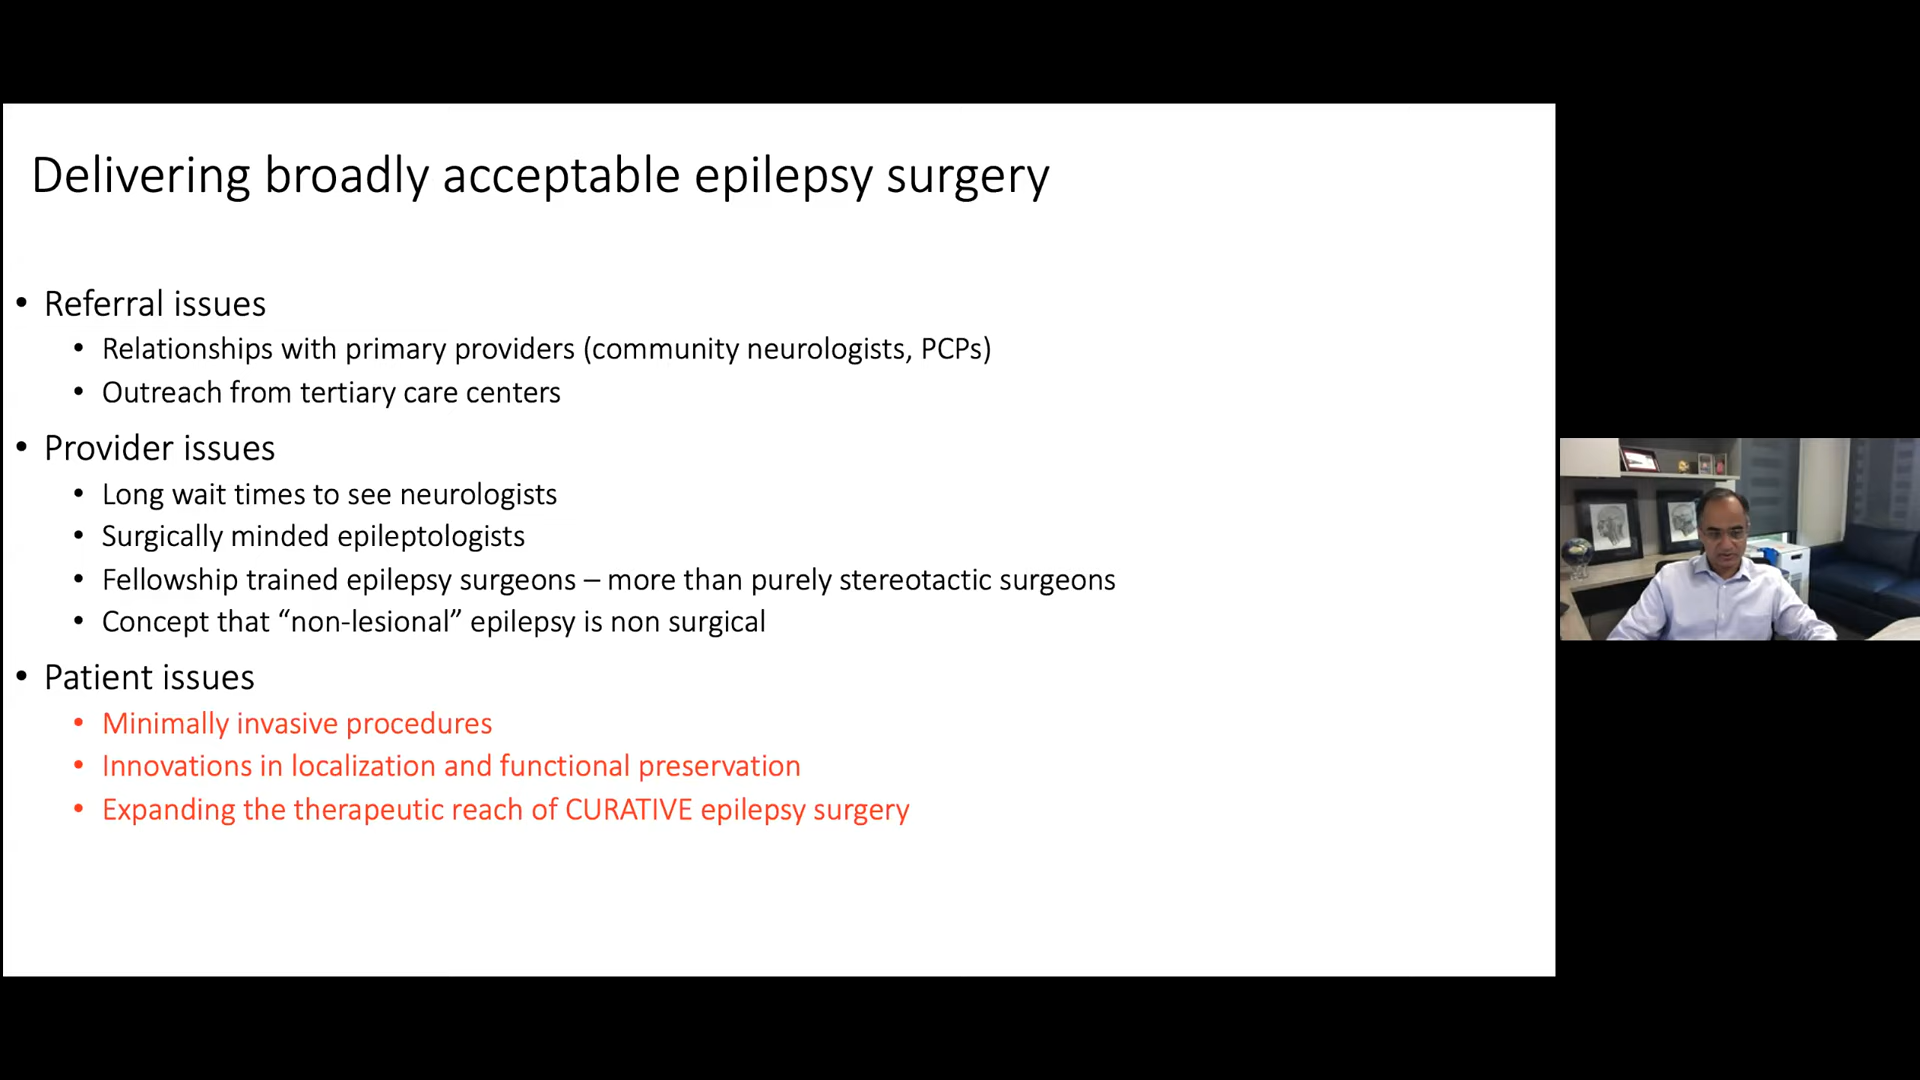 Delivering broadly acceptable epilepsy surgery
• Referral issues
• Relationships with primary providers (community neurologists, PCPs)
• Outreach from tertiary care centers
• Provider issues
• Long wait times to see neurologists
• Surgically minded epileptologists
• Fellowship trained epilepsy surgeons – more than purely stereotactic surgeons
• Concept that “non-lesional” epilepsy is non surgical
• Patient issues
• Minimally invasive procedures
• Innovations in localization and functional preservation
• Expanding the therapeutic reach of CURATIVE epilepsy surgery